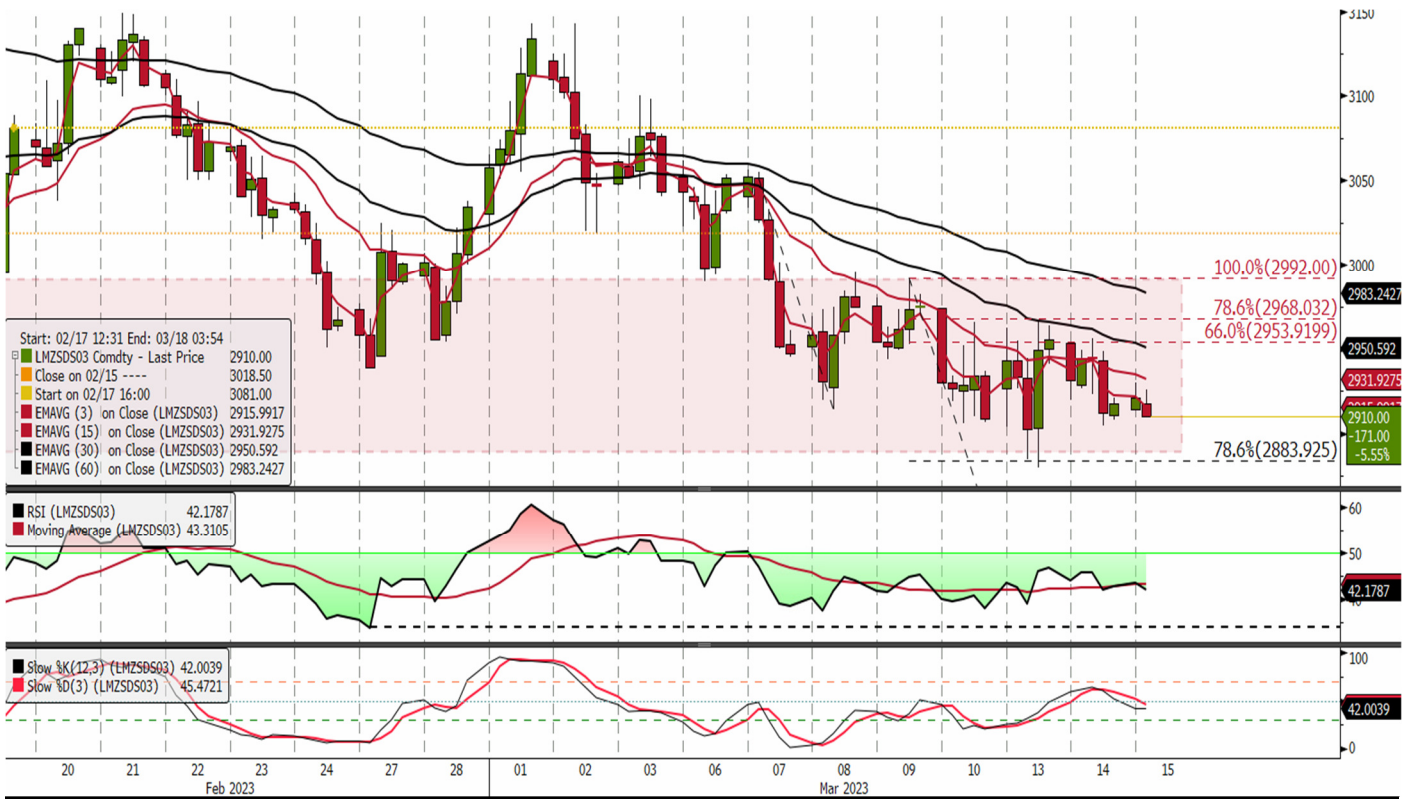 3150
3100
3050
3000
100.0%(2992.00)
2983.2427
78.6%(2968.032)
66.0%(2953.9199)
2950.592
2931.9275
2915.9917
2910.00
-171.00
-5.55%
78.6%(2883.925)
Start: 02/17 12:31 End: 03/18 03:54
LMZSDS03 Comdty - Last Price 2910.00
Close on 02/15 ---- 3018.50
Start on 02/17 16:00 3081.00
EMAVG (3) on Close (LMZSDS03) 2915.9917
EMAVG (15) on Close (LMZSDS03) 2931.9275
EMAVG (30) on Close (LMZSDS03) 2950.592
EMAVG (60) on Close (LMZSDS03) 2983.2427
RSI (LMZSDS03) 42.1787
Moving Average (LMZSDS03) 43.3105
60
50
42.1787
40
Slow %K(12,3) (LMZSDS03) 42.0039
Slow %D(3) (LMZSDS03) 45.4721
100
42.0039
0
20 21 22 23 24 27 28 01 02 03 06 07 08 09 10 13 14 15
Feb 2023 Mar 2023